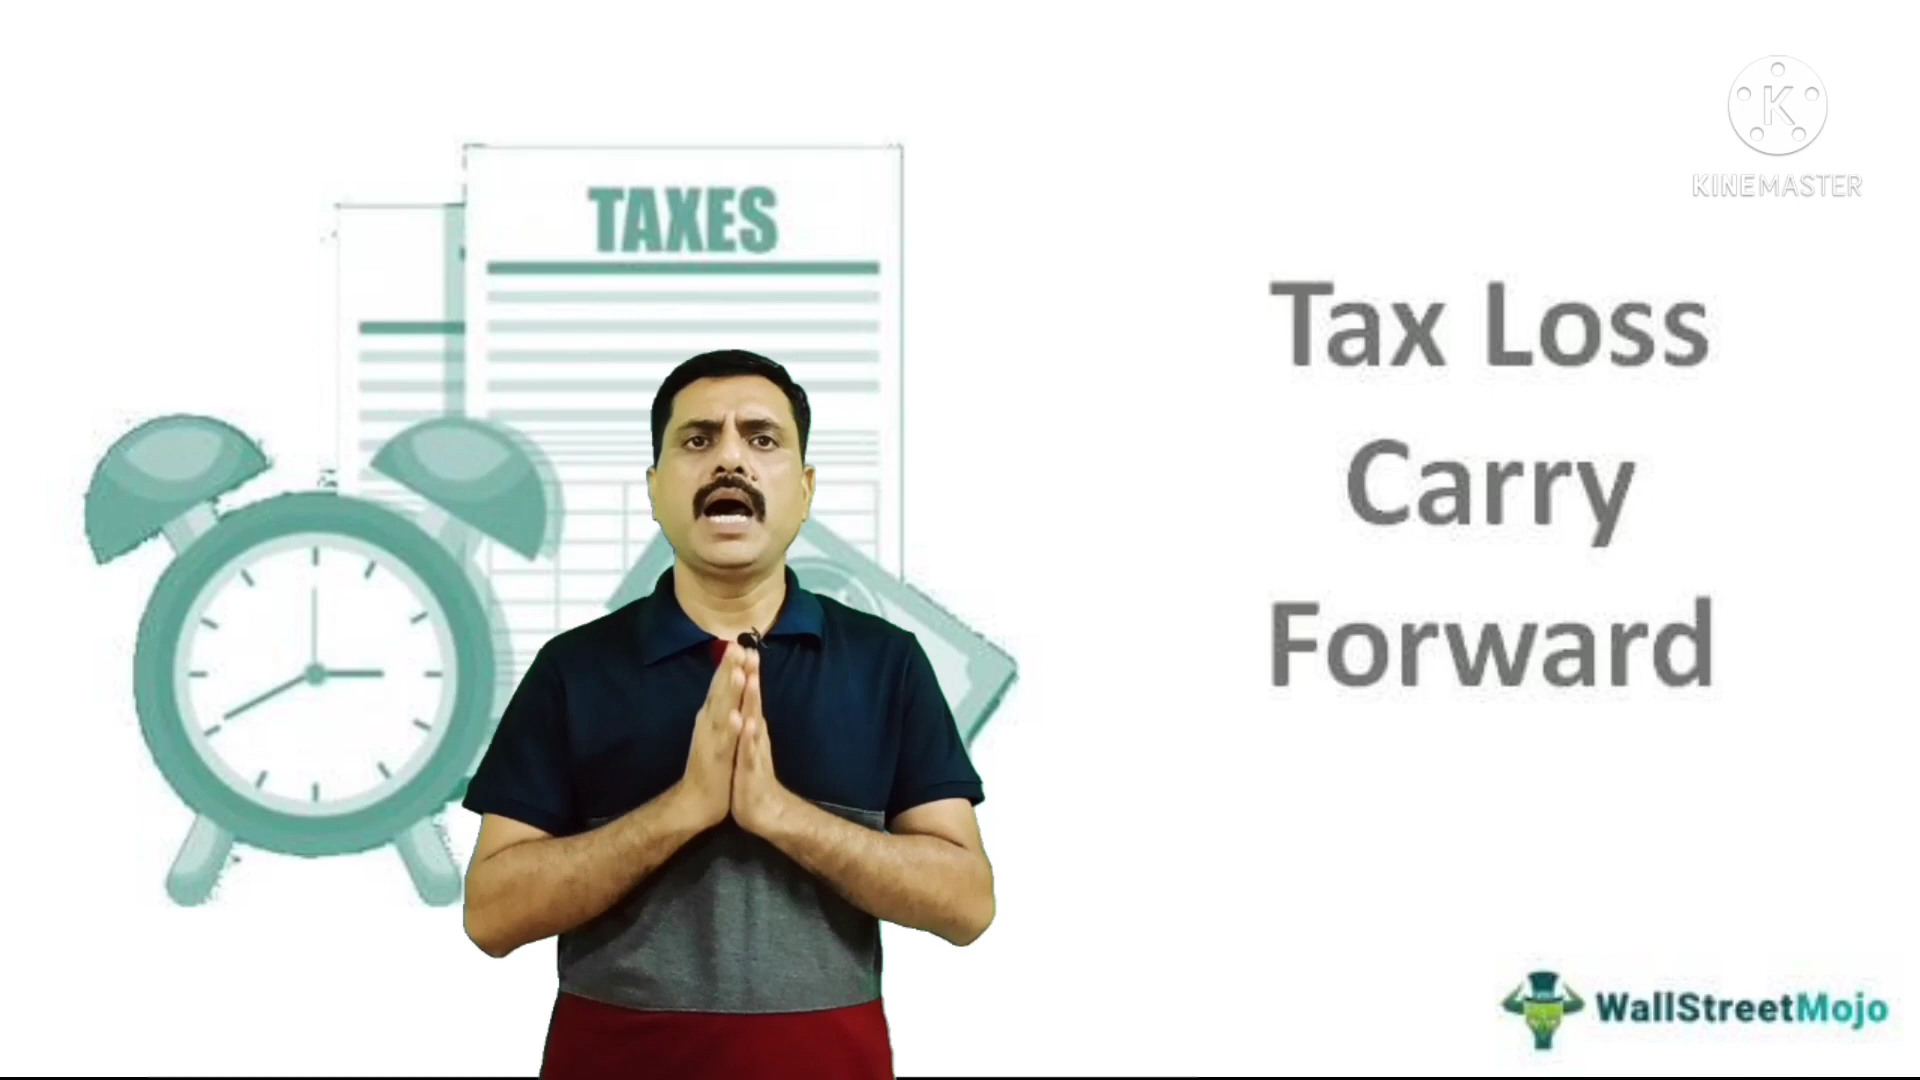 KINEMASTER
TAXES
Tax Loss
Carry
Forward
WallStreetMojo